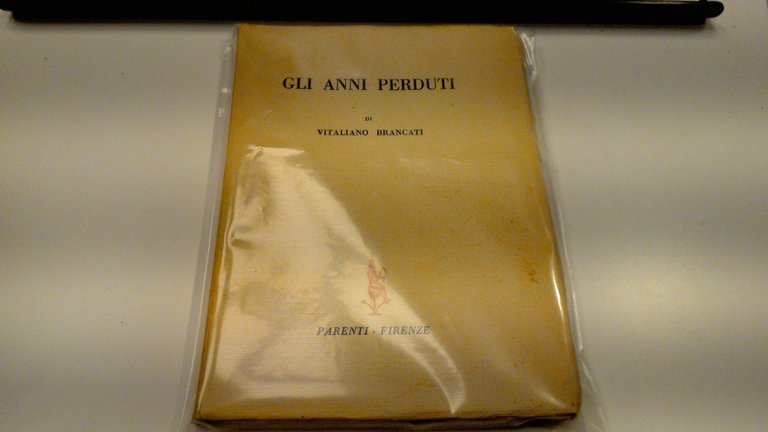 GLI ANNI PERDUTI
DI
VITALIANO BRANCATI
PARENTI - FIRENZE